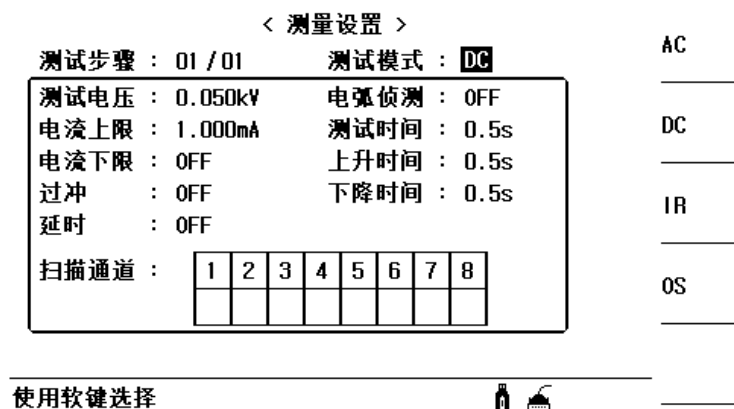 < 测量设置 >
测试步骤 : 01 / 01 测试模式 : DC
测试电压 : 0.050kV 电弧侦测 : OFF
电流上限 : 1.000mA 测试时间 : 0.5s
电流下限 : OFF 上升时间 : 0.5s
过冲 : OFF 下降时间 : 0.5s
延时 : OFF
扫描通道 : 1 2 3 4 5 6 7 8
使用软键选择
AC
DC
IR
OS